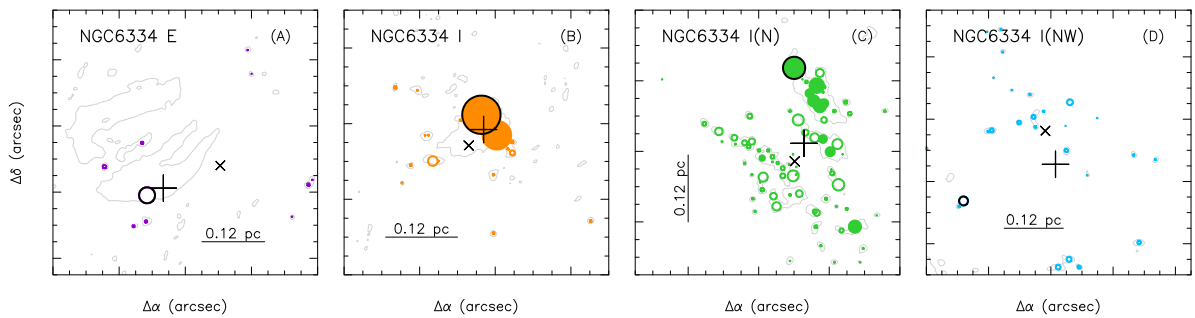 NGC6334 E (A)
NGC6334 I (B)
NGC6334 I(N) (C)
NGC6334 I(NW) (D)
Δδ (arcsec)
0.12 pc
0.12 pc
0.12 pc
0.12 pc
Δα (arcsec)
Δα (arcsec)
Δα (arcsec)
Δα (arcsec)